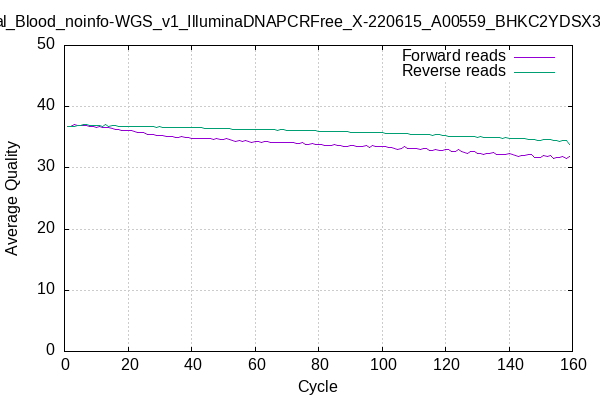 al_Blood_noinfo-WGS_v1_IlluminaDNAPCRFree_X-220615_A00559_BHKC2YDSX3
Forward reads
Reverse reads
50
40
30
20
10
0
Average Quality
0 20 40 60 80 100 120 140 160
Cycle